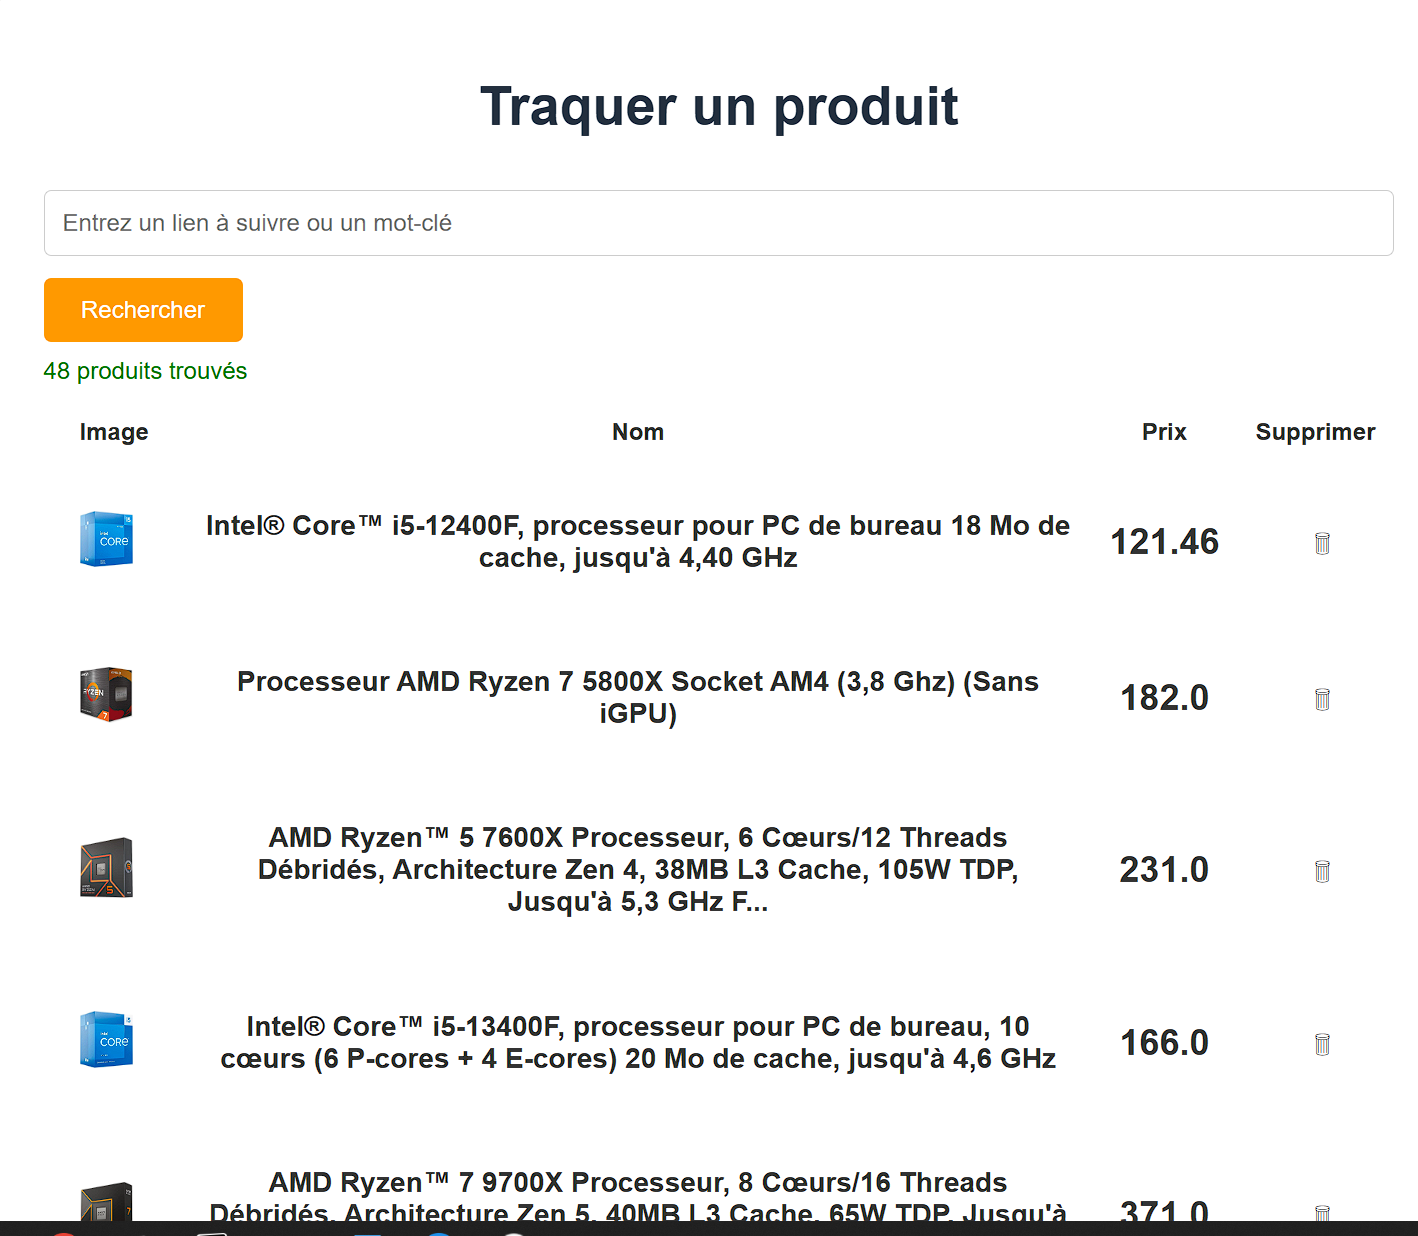 Traquer un produit
Entrez un lien à suivre ou un mot-clé
Rechercher
48 produits trouvés
Image Nom Prix Supprimer
Intel® Core™ i5-12400F, processeur pour PC de bureau 18 Mo de
cache, jusqu'à 4,40 GHz
121.46
Processeur AMD Ryzen 7 5800X Socket AM4 (3,8 Ghz) (Sans
iGPU)
182.0
AMD Ryzen™ 5 7600X Processeur, 6 Cœurs/12 Threads
Débridés, Architecture Zen 4, 38MB L3 Cache, 105W TDP,
Jusqu'à 5,3 GHz F...
231.0
Intel® Core™ i5-13400F, processeur pour PC de bureau, 10
cœurs (6 P-cores + 4 E-cores) 20 Mo de cache, jusqu'à 4,6 GHz
166.0
AMD Ryzen™ 7 9700X Processeur, 8 Cœurs/16 Threads
Débridés, Architecture Zen 5, 40MB L3 Cache, 65W TDP, Jusqu'à
371.0